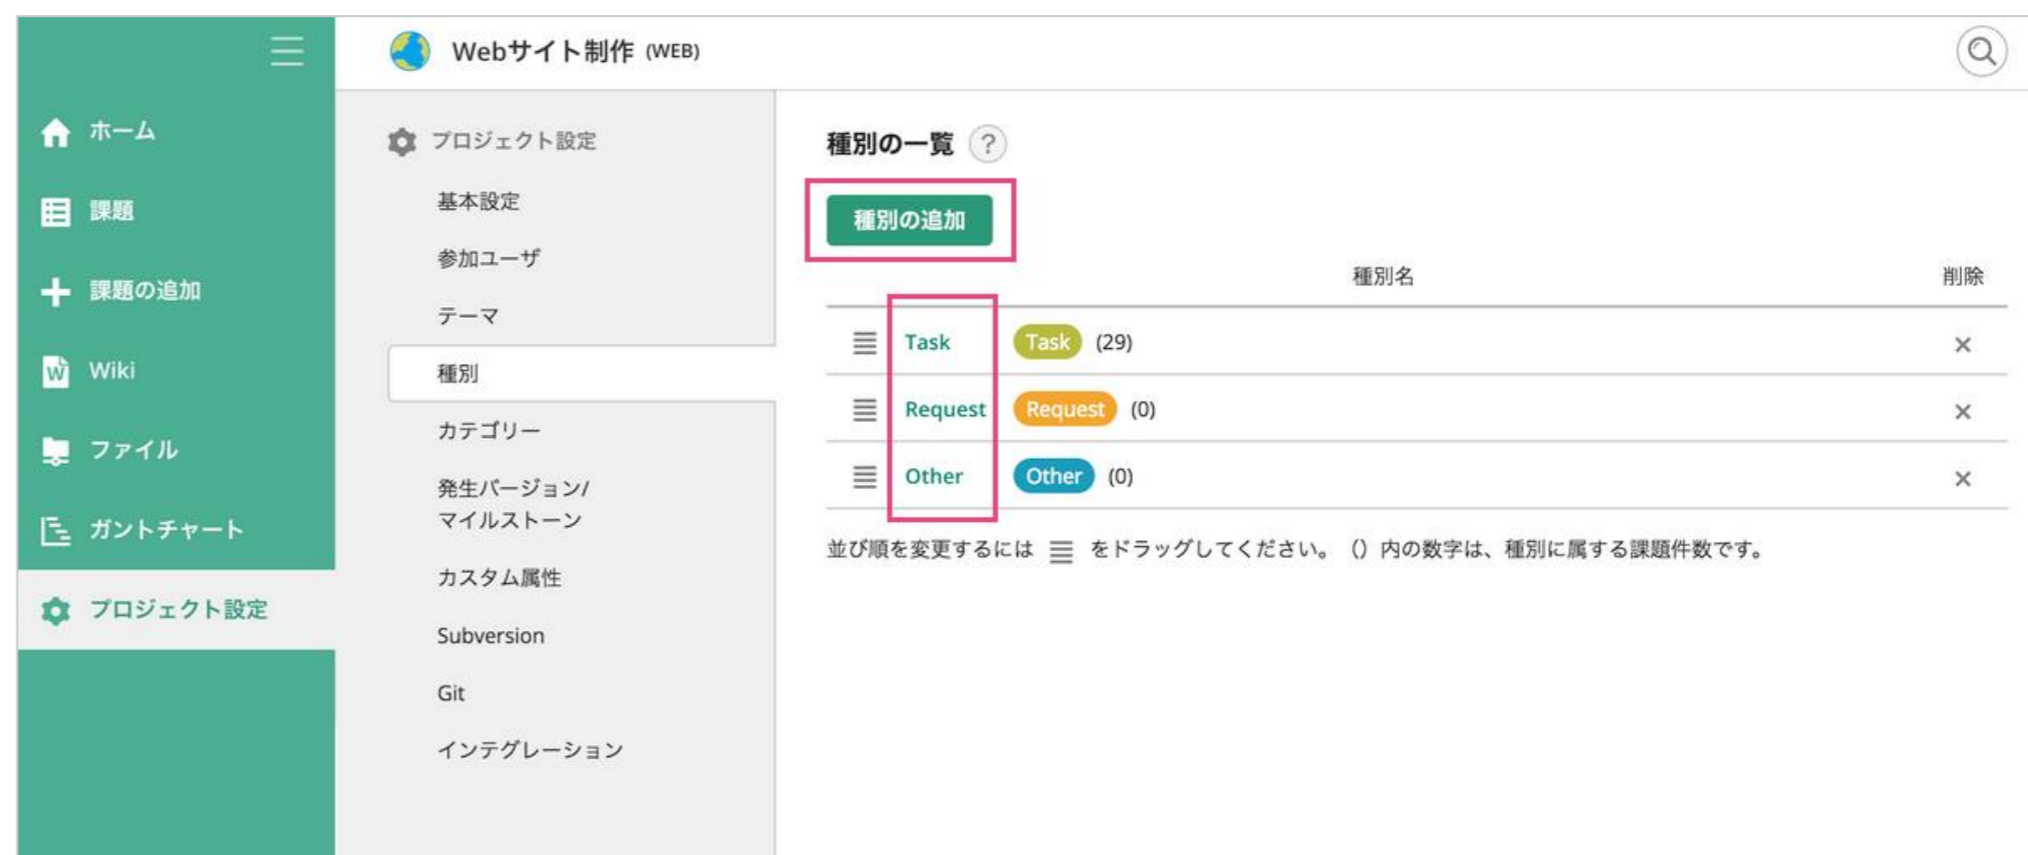 Webサイト制作 (WEB)
ホーム
課題
課題の追加
Wiki
ファイル
ガントチャート
プロジェクト設定
プロジェクト設定
基本設定
参加ユーザ
テーマ
種別
カテゴリー
発生バージョン/
マイルストーン
カスタム属性
Subversion
Git
インテグレーション
種別の一覧 ?
種別の追加
種別名 削除
Task Task (29) ×
Request Request (0) ×
Other Other (0) ×
並び順を変更するには をドラッグしてください。 () 内の数字は、種別に属する課題件数です。